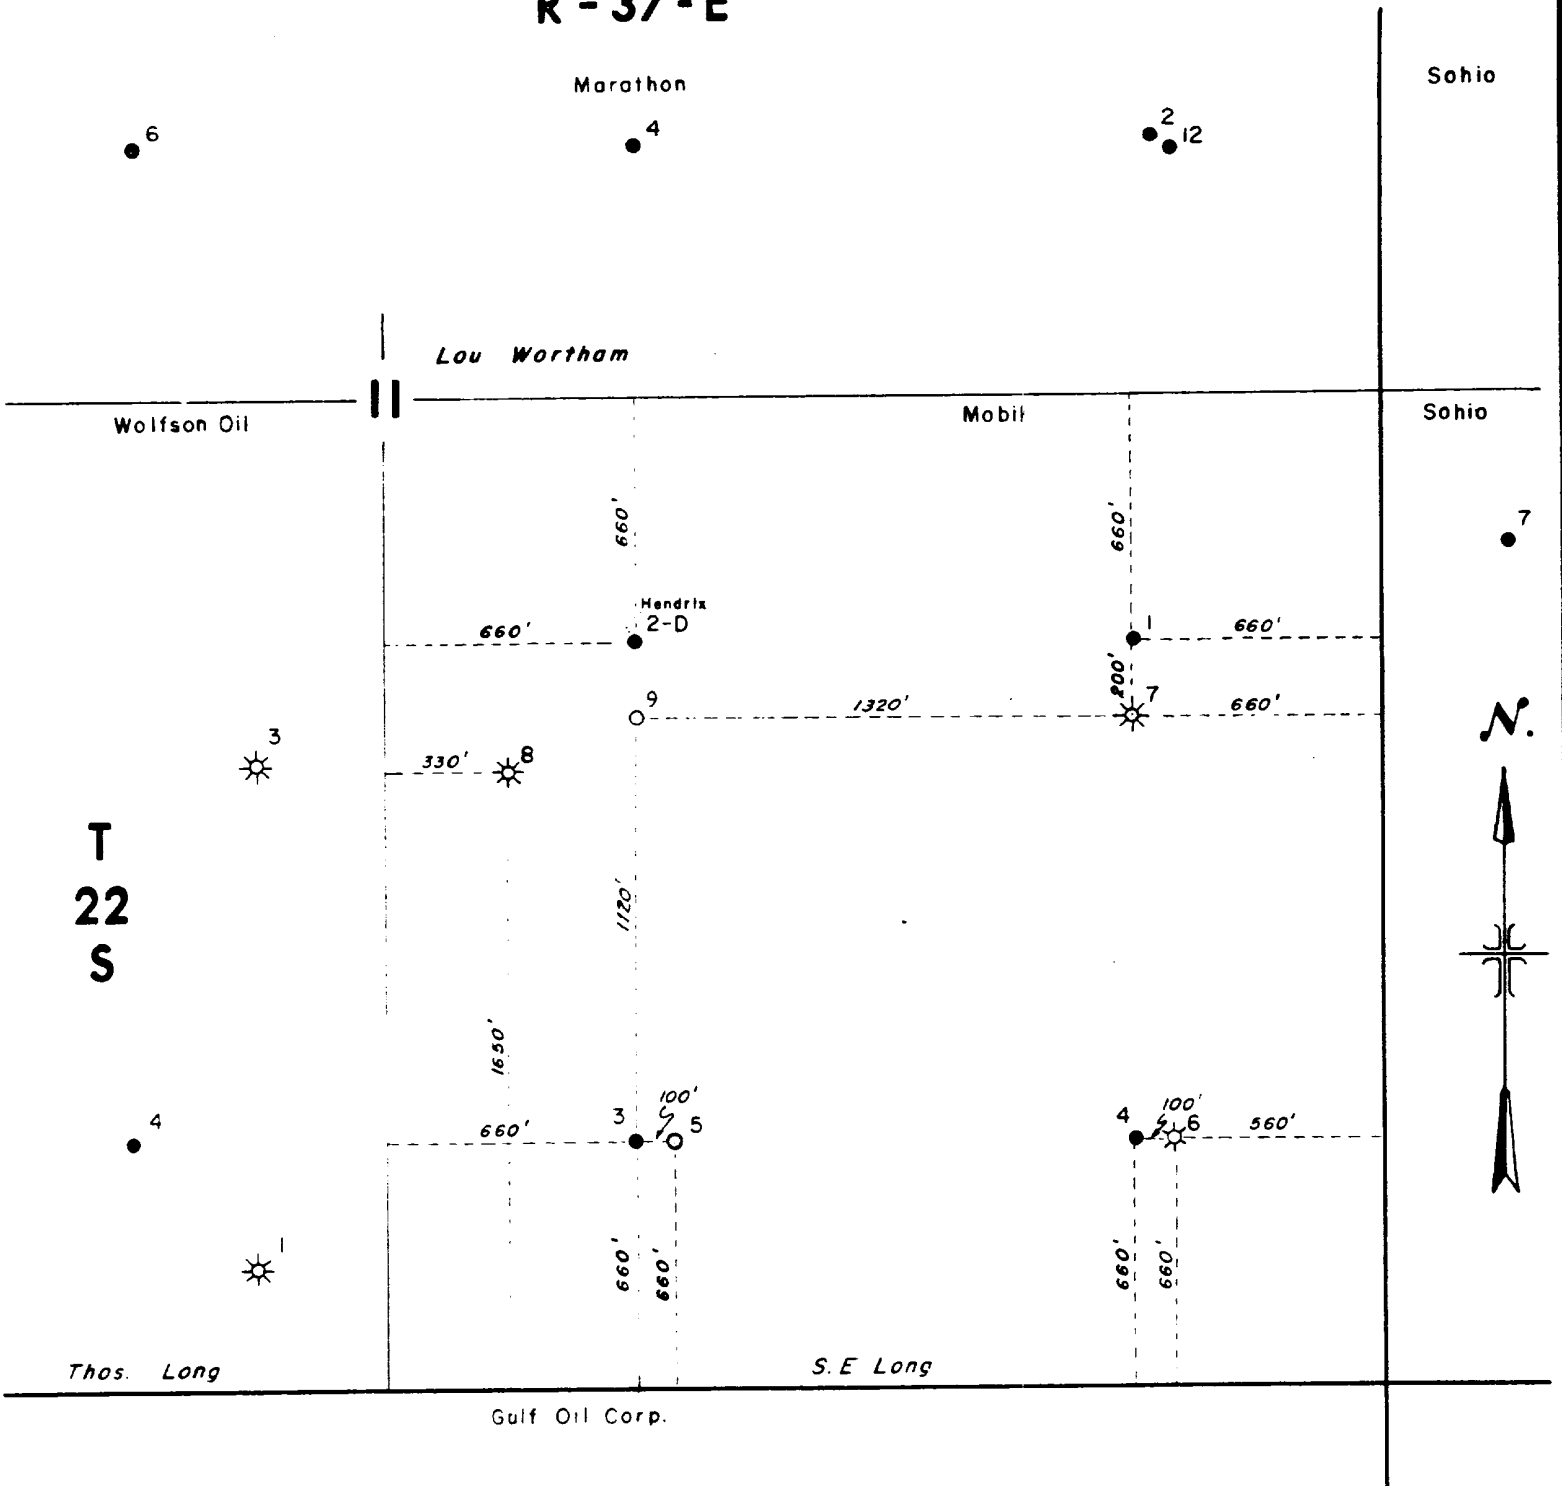 R - 37 - E
Marathon
Sohio
6
4
2
12
Lou Wortham
11
Wolfson Oil
Mobil
Sohio
660'
660'
7
Hendrix
2-D
660'
1
660'
200'
9
1320'
7
660'
N.
3
330'
8
T
22
S
1120'
1650'
4
660'
3
100'
5
4
100'
6
560'
1
660'
660'
660'
660'
Thos. Long
S.E Long
Gulf Oil Corp.